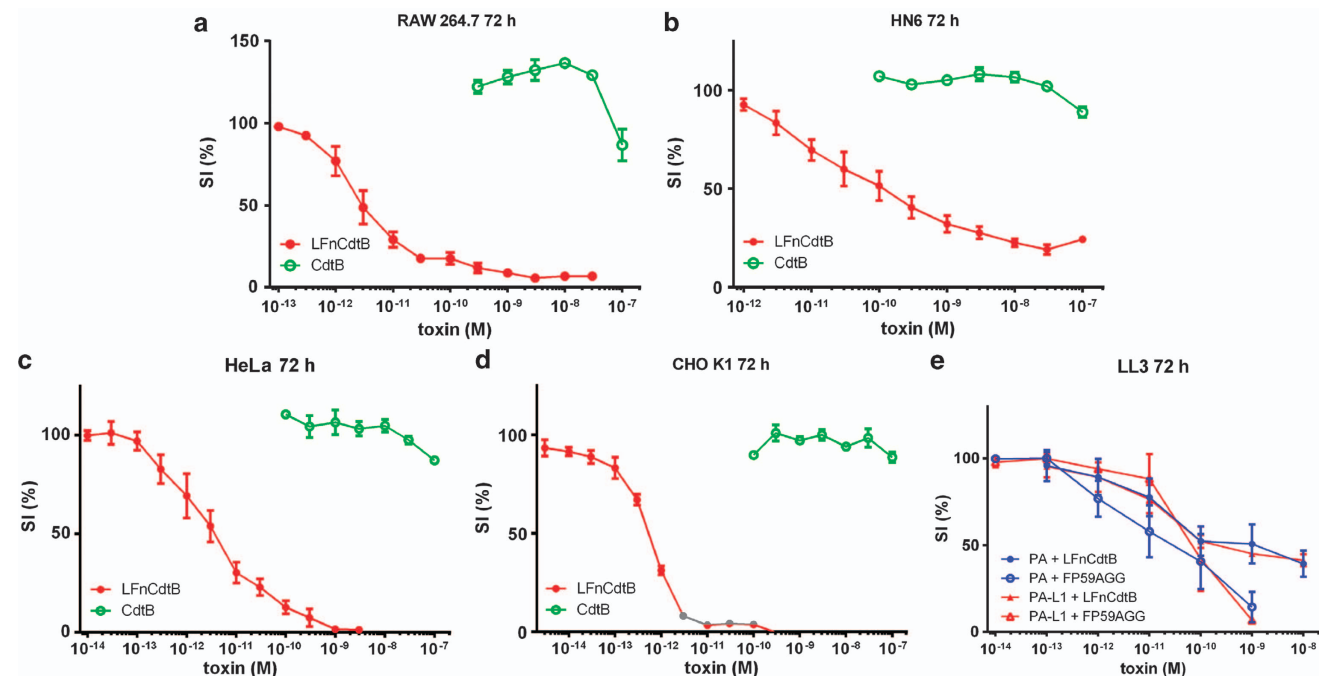 a RAW 264.7 72 h
150
100
50
0
SI (%)
LFnCdtB
CdtB
10-13 10-12 10-11 10-10 10-9 10-8 10-7
toxin (M)
b HN6 72 h
100
50
0
SI (%)
LFnCdtB
CdtB
10-12 10-11 10-10 10-9 10-8 10-7
toxin (M)
c HeLa 72 h
100
50
0
SI (%)
LFnCdtB
CdtB
10-14 10-13 10-12 10-11 10-10 10-9 10-8 10-7
toxin (M)
d CHO K1 72 h
100
50
0
SI (%)
LFnCdtB
CdtB
10-14 10-13 10-12 10-11 10-10 10-9 10-8 10-7
toxin (M)
e LL3 72 h
100
50
0
SI (%)
PA + LFnCdtB
PA + FP59AGG
PA-L1 + LFnCdtB
PA-L1 + FP59AGG
10-14 10-13 10-12 10-11 10-10 10-9 10-8
toxin (M)